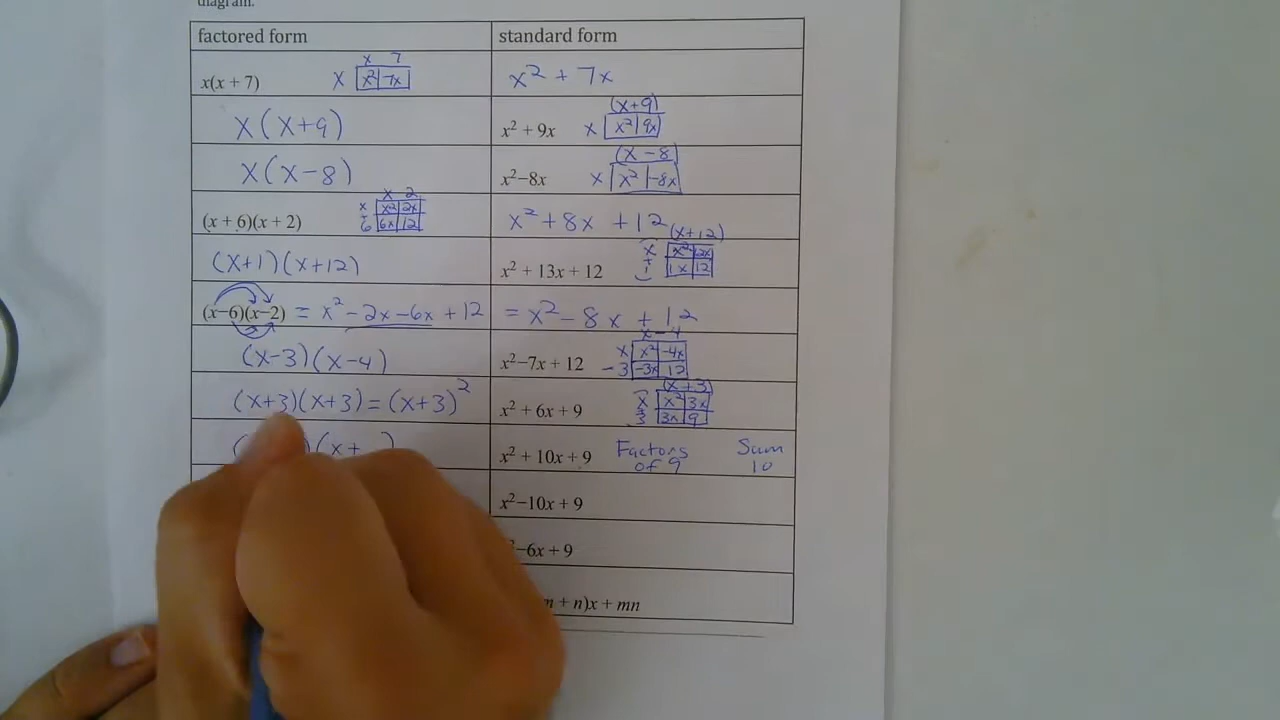 diagram.
factored form standard form
x(x + 7) x 7 x x² 7x x² + 7x
x(x+9) x² + 9x (x+9) x x² 9x
x(x-8) x²−8x (x-8) x x² -8x
(x + 6)(x + 2) x 2 x + 6 x² 2x 6x 12 x² + 8x + 12
(x+1)(x+12) x² + 13x + 12 (x+12) x + 1 x² 12x 1x 12
(x−6)(x−2) = x² - 2x - 6x + 12 = x² - 8x + 12
(x-3)(x-4) x²−7x + 12 x - 4 x -3 x² -4x -3x 12
(x+3)(x+3) = (x+3)² x² + 6x + 9 (x+3) x + 3 x² 3x 3x 9
( (x+ ) x² + 10x + 9 Factors of 9 Sum 10
x²−10x + 9
−6x + 9
n)x + mn